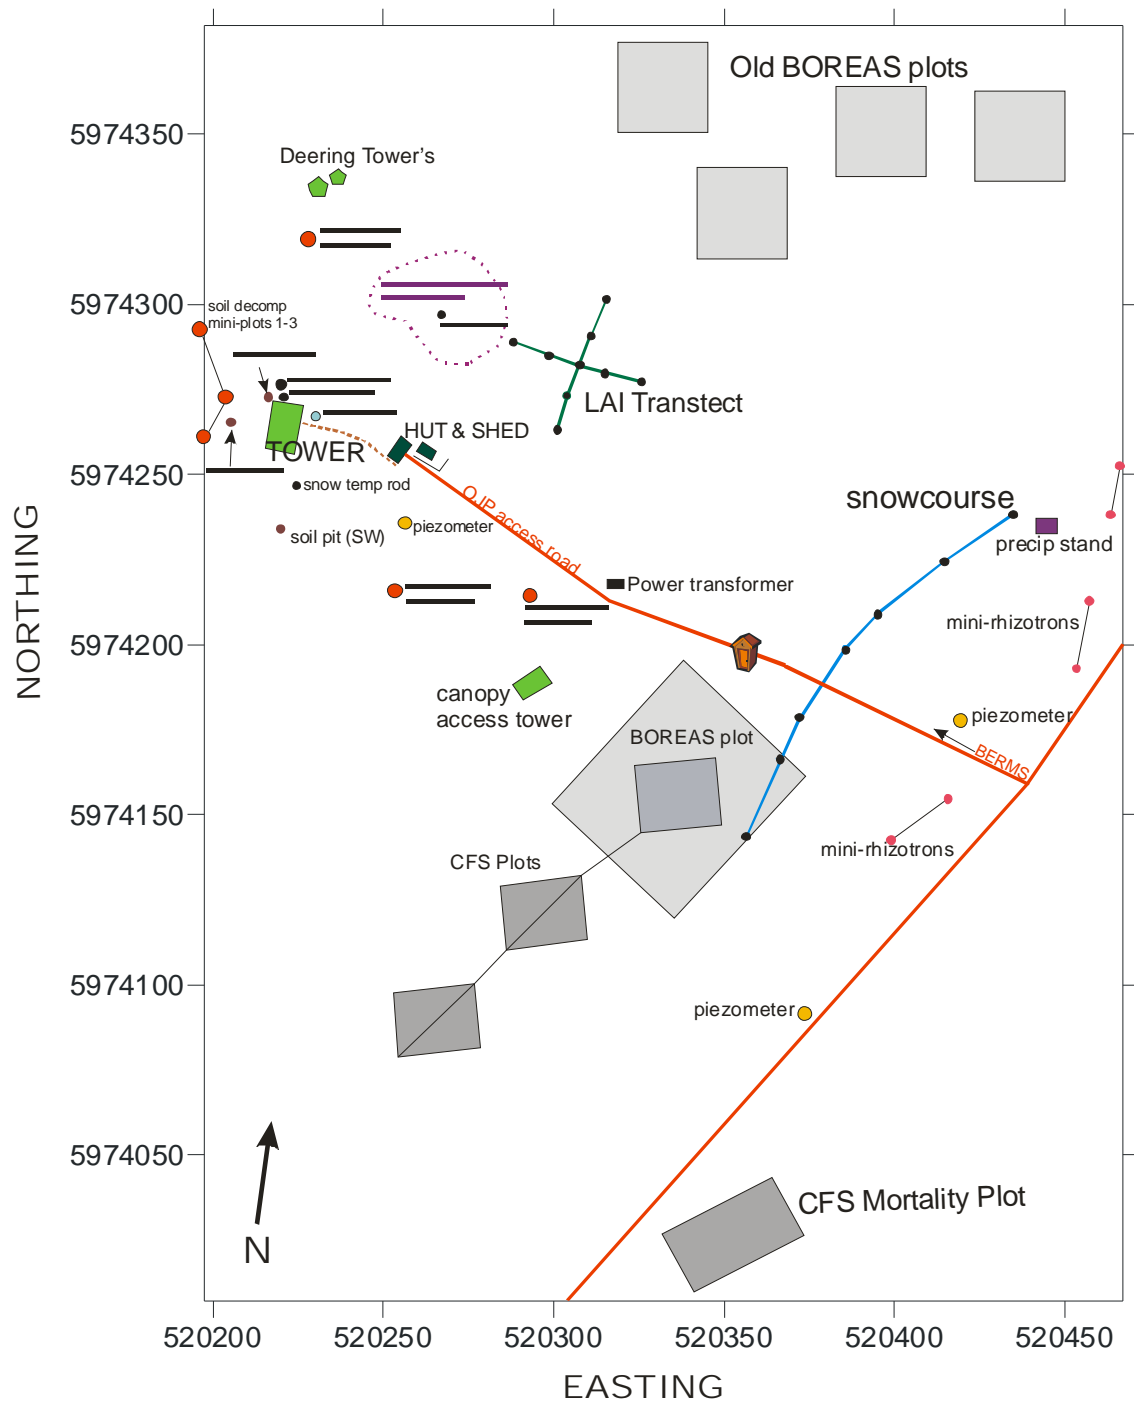 Old BOREAS plots
5974350
Deering Tower's
5974300
soil decomp
mini-plots 1-3
LAI Transtect
HUT & SHED
TOWER
5974250
snow temp rod
OJP access road
snowcourse
piezometer
soil pit (SW)
precip stand
Power transformer
mini-rhizotrons
5974200
canopy
access tower
piezometer
BOREAS plot
BERMS
5974150
mini-rhizotrons
CFS Plots
5974100
piezometer
5974050
CFS Mortality Plot
N
NORTHING
520200
520250
520300
520350
520400
520450
EASTING